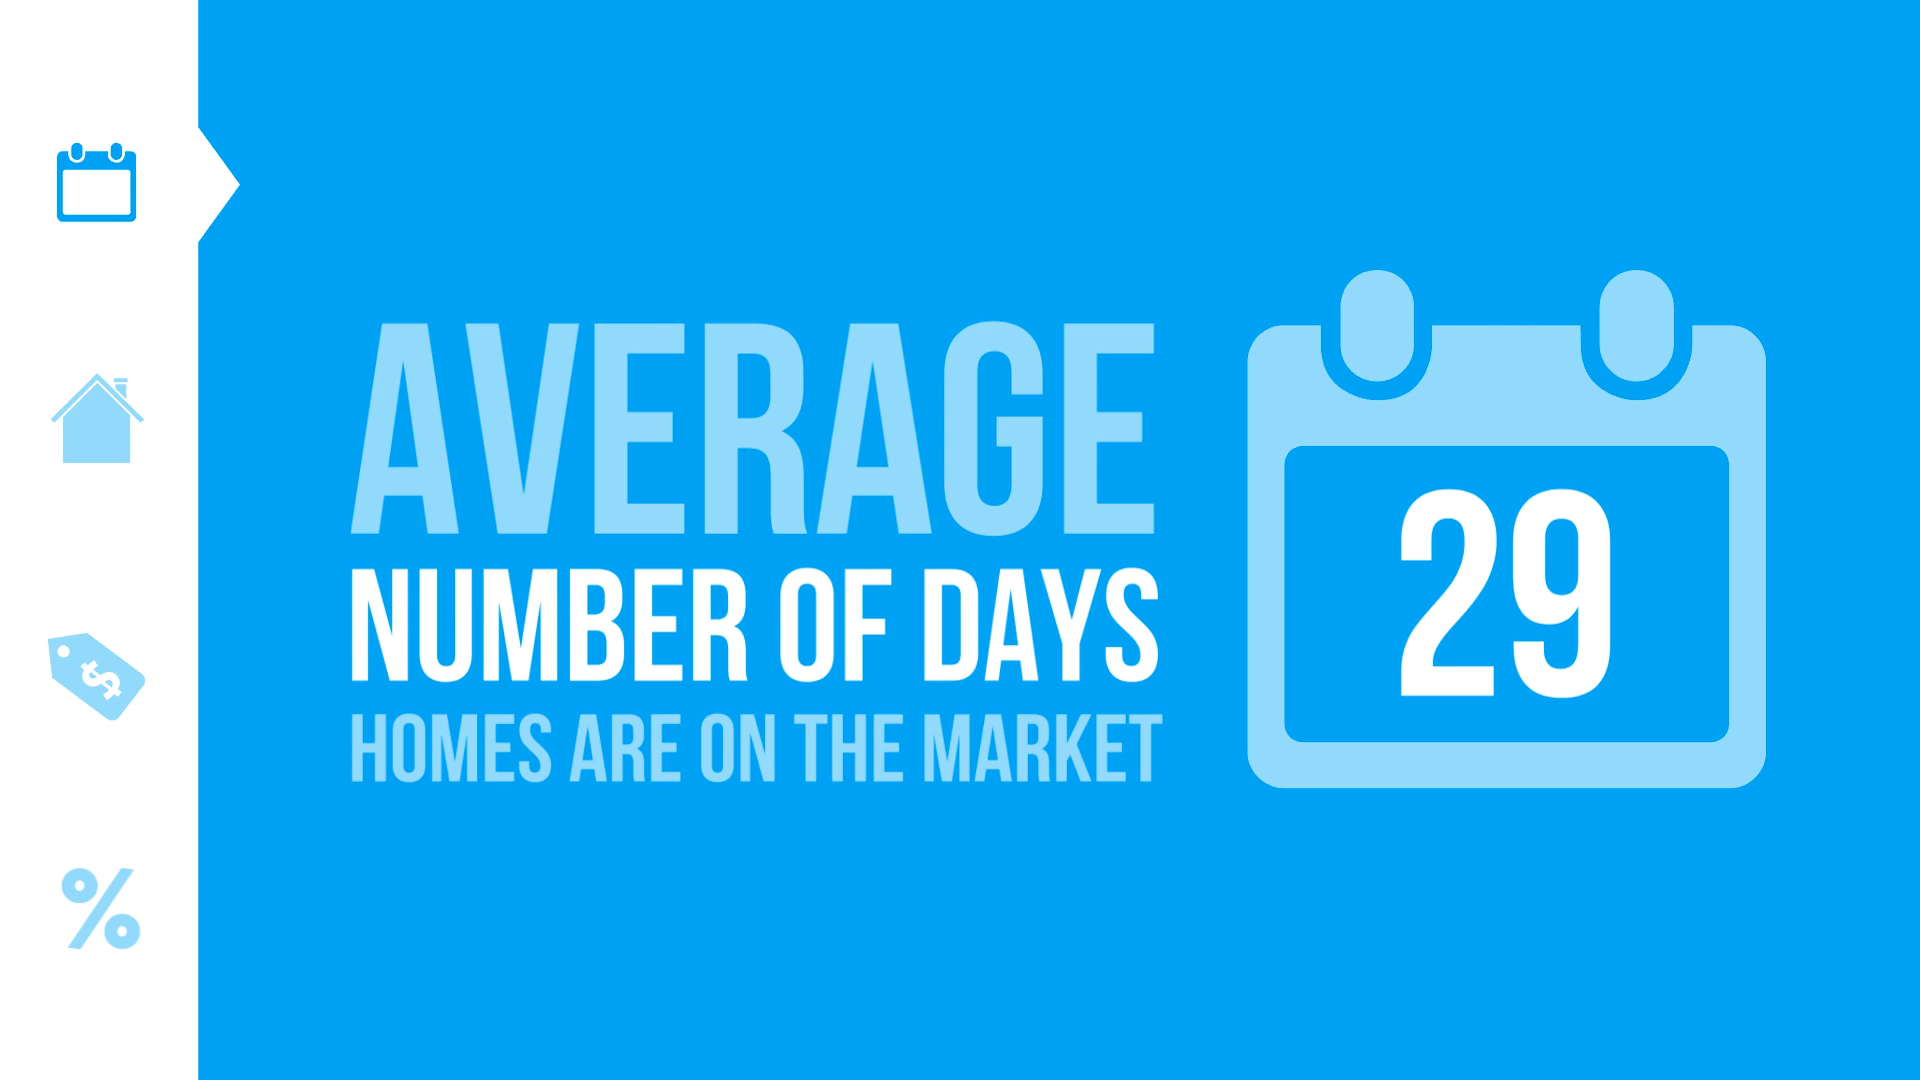 AVERAGE
NUMBER OF DAYS
HOMES ARE ON THE MARKET
29
$
%